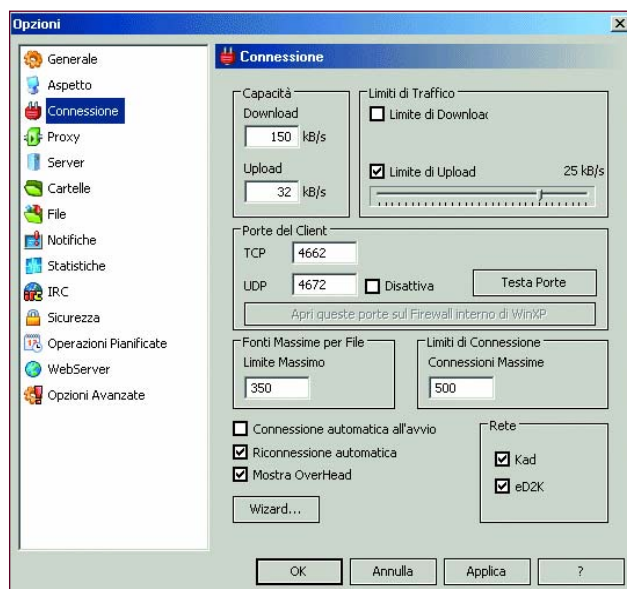 Opzioni
Generale
Aspetto
Connessione
Proxy
Server
Cartelle
File
Notifiche
Statistiche
IRC
Sicurezza
Operazioni Pianificate
WebServer
Opzioni Avanzate
Connessione
Capacità
Download
150 kB/s
Upload
32 kB/s
Limiti di Traffico
Limite di Downloac
Limite di Upload 25 kB/s
Porte del Client
TCP 4662
UDP 4672 Disattiva Testa Porte
Apri queste porte sul Firewall interno di WinXP
Fonti Massime per File
Limite Massimo
350
Limiti di Connessione
Connessioni Massime
500
Connessione automatica all'avvio
Riconnessione automatica
Mostra OverHead
Wizard...
Rete
Kad
eD2K
OK Annulla Applica ?